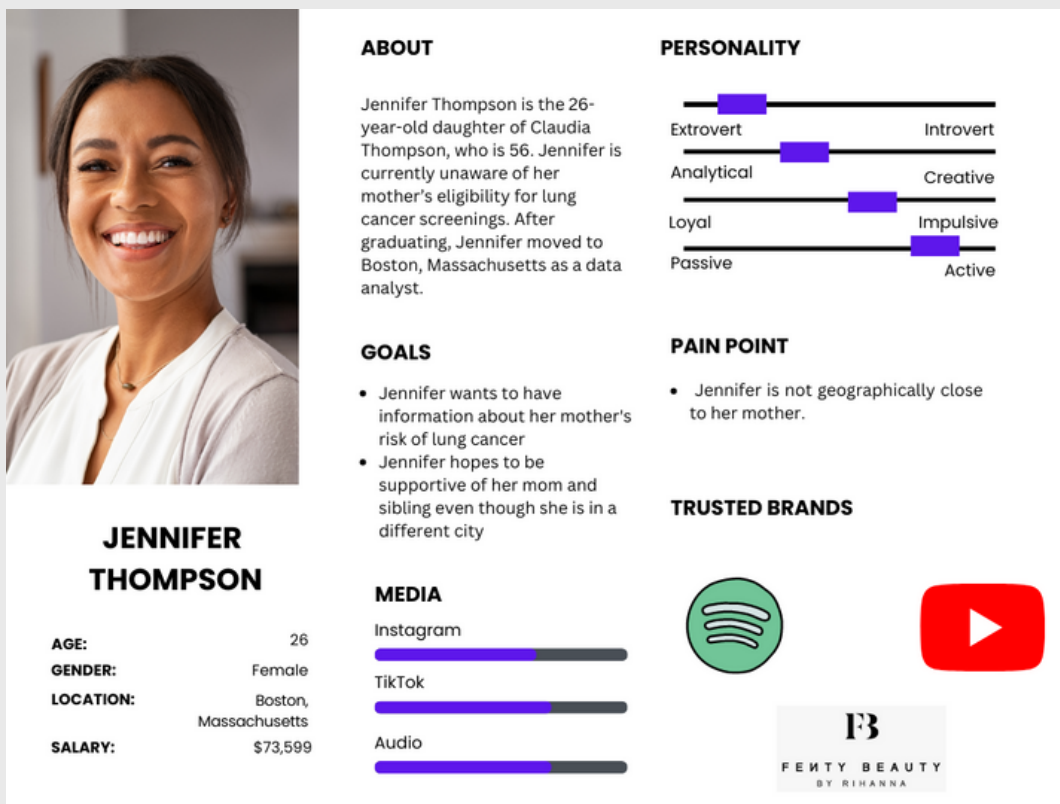 JENNIFER
THOMPSON
AGE: 26
GENDER: Female
LOCATION: Boston,
Massachusetts
SALARY: $73,599
ABOUT
Jennifer Thompson is the 26-
year-old daughter of Claudia
Thompson, who is 56. Jennifer is
currently unaware of her
mother’s eligibility for lung
cancer screenings. After
graduating, Jennifer moved to
Boston, Massachusetts as a data
analyst.
GOALS
• Jennifer wants to have
information about her mother's
risk of lung cancer
• Jennifer hopes to be
supportive of her mom and
sibling even though she is in a
different city
MEDIA
Instagram
TikTok
Audio
PERSONALITY
Extrovert Introvert
Analytical Creative
Loyal Impulsive
Passive Active
PAIN POINT
• Jennifer is not geographically close
to her mother.
TRUSTED BRANDS
FB
FENTY BEAUTY
BY RIHANNA